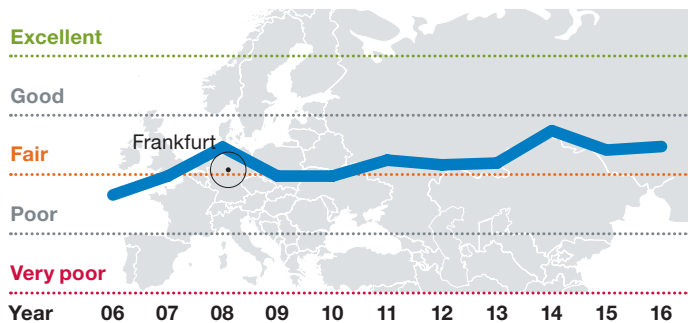 Excellent
Good
Frankfurt
Fair
Poor
Very poor
Year 06 07 08 09 10 11 12 13 14 15 16